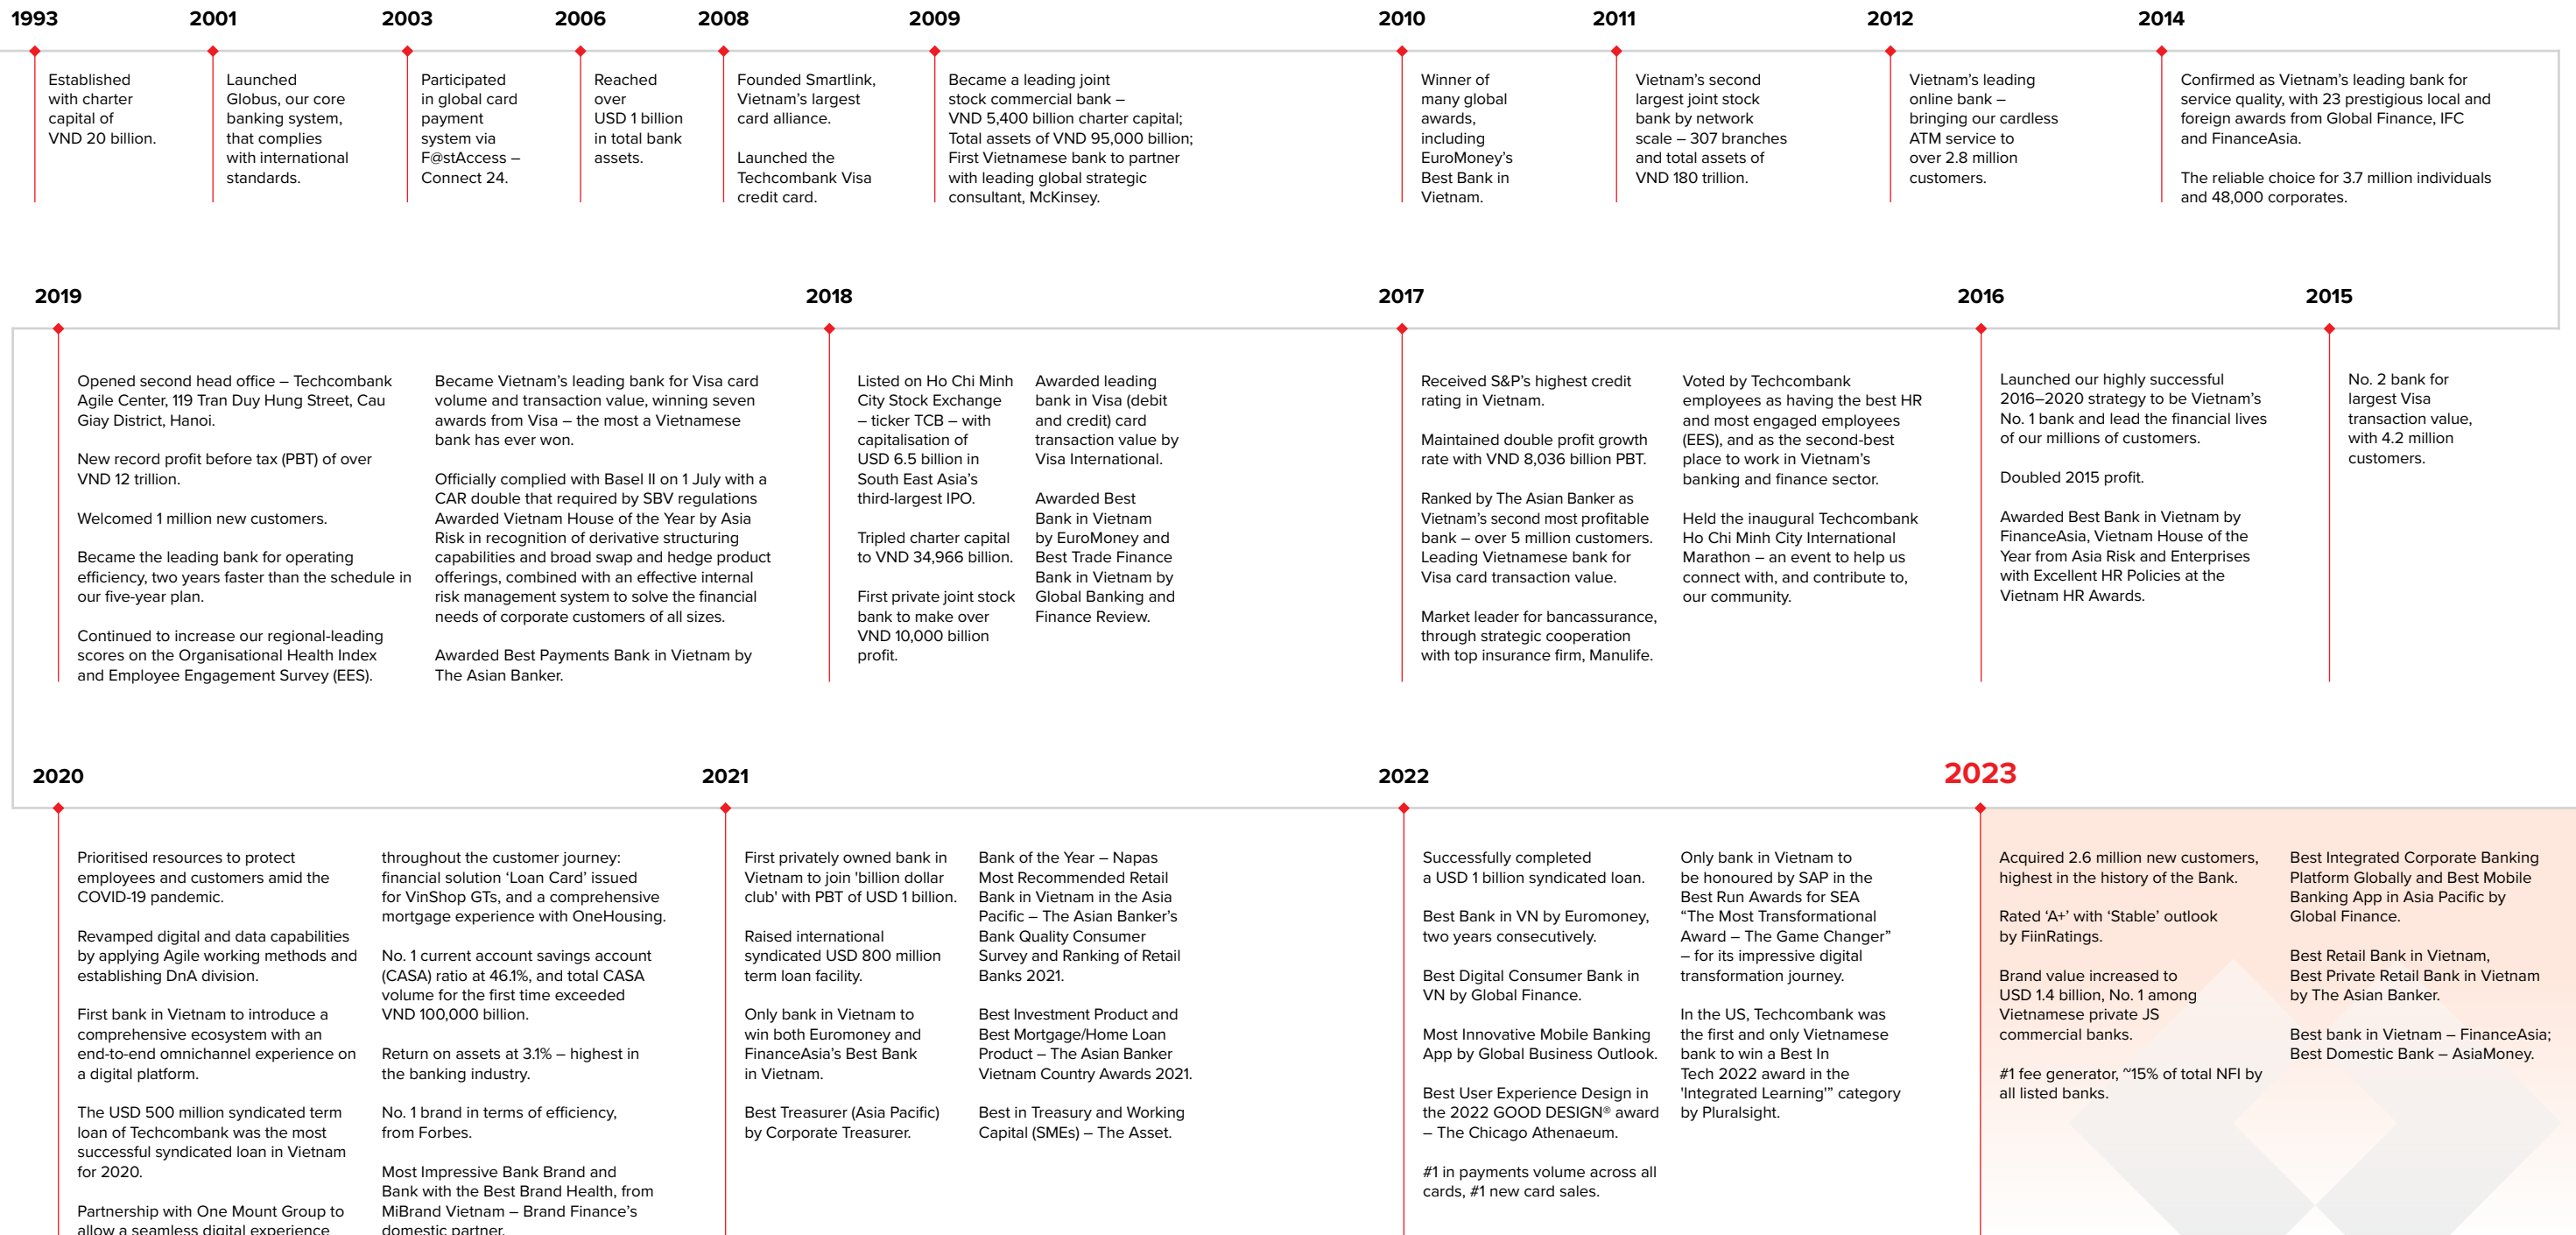 1993
Established
with charter
capital of
VND 20 billion.
2001
Launched
Globus, our core
banking system,
that complies
with international
standards.
2003
Participated
in global card
payment
system via
F@stAccess –
Connect 24.
2006
Reached
over
USD 1 billion
in total bank
assets.
2008
Founded Smartlink,
Vietnam’s largest
card alliance.
Launched the
Techcombank Visa
credit card.
2009
Became a leading joint
stock commercial bank –
VND 5,400 billion charter capital;
Total assets of VND 95,000 billion;
First Vietnamese bank to partner
with leading global strategic
consultant, McKinsey.
2010
Winner of
many global
awards,
including
EuroMoney’s
Best Bank in
Vietnam.
2011
Vietnam’s second
largest joint stock
bank by network
scale – 307 branches
and total assets of
VND 180 trillion.
2012
Vietnam’s leading
online bank –
bringing our cardless
ATM service to
over 2.8 million
customers.
2014
Confirmed as Vietnam’s leading bank for
service quality, with 23 prestigious local and
foreign awards from Global Finance, IFC
and FinanceAsia.
The reliable choice for 3.7 million individuals
and 48,000 corporates.
2019
Opened second head office – Techcombank
Agile Center, 119 Tran Duy Hung Street, Cau
Giay District, Hanoi.
New record profit before tax (PBT) of over
VND 12 trillion.
Welcomed 1 million new customers.
Became the leading bank for operating
efficiency, two years faster than the schedule in
our five-year plan.
Continued to increase our regional-leading
scores on the Organisational Health Index
and Employee Engagement Survey (EES).
Became Vietnam’s leading bank for Visa card
volume and transaction value, winning seven
awards from Visa – the most a Vietnamese
bank has ever won.
Officially complied with Basel II on 1 July with a
CAR double that required by SBV regulations
Awarded Vietnam House of the Year by Asia
Risk in recognition of derivative structuring
capabilities and broad swap and hedge product
offerings, combined with an effective internal
risk management system to solve the financial
needs of corporate customers of all sizes.
Awarded Best Payments Bank in Vietnam by
The Asian Banker.
2018
Listed on Ho Chi Minh
City Stock Exchange
– ticker TCB – with
capitalisation of
USD 6.5 billion in
South East Asia’s
third-largest IPO.
Tripled charter capital
to VND 34,966 billion.
First private joint stock
bank to make over
VND 10,000 billion
profit.
Awarded leading
bank in Visa (debit
and credit) card
transaction value by
Visa International.
Awarded Best
Bank in Vietnam
by EuroMoney and
Best Trade Finance
Bank in Vietnam by
Global Banking and
Finance Review.
2017
Received S&P’s highest credit
rating in Vietnam.
Maintained double profit growth
rate with VND 8,036 billion PBT.
Ranked by The Asian Banker as
Vietnam’s second most profitable
bank – over 5 million customers.
Leading Vietnamese bank for
Visa card transaction value.
Market leader for bancassurance,
through strategic cooperation
with top insurance firm, Manulife.
Voted by Techcombank
employees as having the best HR
and most engaged employees
(EES), and as the second-best
place to work in Vietnam’s
banking and finance sector.
Held the inaugural Techcombank
Ho Chi Minh City International
Marathon – an event to help us
connect with, and contribute to,
our community.
2016
Launched our highly successful
2016–2020 strategy to be Vietnam’s
No. 1 bank and lead the financial lives
of our millions of customers.
Doubled 2015 profit.
Awarded Best Bank in Vietnam by
FinanceAsia, Vietnam House of the
Year from Asia Risk and Enterprises
with Excellent HR Policies at the
Vietnam HR Awards.
2015
No. 2 bank for
largest Visa
transaction value,
with 4.2 million
customers.
2020
Prioritised resources to protect
employees and customers amid the
COVID-19 pandemic.
Revamped digital and data capabilities
by applying Agile working methods and
establishing DnA division.
First bank in Vietnam to introduce a
comprehensive ecosystem with an
end-to-end omnichannel experience on
a digital platform.
The USD 500 million syndicated term
loan of Techcombank was the most
successful syndicated loan in Vietnam
for 2020.
Partnership with One Mount Group to
allow a seamless digital experience
throughout the customer journey:
financial solution ‘Loan Card’ issued
for VinShop GTs, and a comprehensive
mortgage experience with OneHousing.
No. 1 current account savings account
(CASA) ratio at 46.1%, and total CASA
volume for the first time exceeded
VND 100,000 billion.
Return on assets at 3.1% – highest in
the banking industry.
No. 1 brand in terms of efficiency,
from Forbes.
Most Impressive Bank Brand and
Bank with the Best Brand Health, from
MiBrand Vietnam – Brand Finance’s
domestic partner.
2021
First privately owned bank in
Vietnam to join 'billion dollar
club' with PBT of USD 1 billion.
Raised international
syndicated USD 800 million
term loan facility.
Only bank in Vietnam to
win both Euromoney and
FinanceAsia’s Best Bank
in Vietnam.
Best Treasurer (Asia Pacific)
by Corporate Treasurer.
Bank of the Year – Napas
Most Recommended Retail
Bank in Vietnam in the Asia
Pacific – The Asian Banker’s
Bank Quality Consumer
Survey and Ranking of Retail
Banks 2021.
Best Investment Product and
Best Mortgage/Home Loan
Product – The Asian Banker
Vietnam Country Awards 2021.
Best in Treasury and Working
Capital (SMEs) – The Asset.
2022
Successfully completed
a USD 1 billion syndicated loan.
Best Bank in VN by Euromoney,
two years consecutively.
Best Digital Consumer Bank in
VN by Global Finance.
Most Innovative Mobile Banking
App by Global Business Outlook.
Best User Experience Design in
the 2022 GOOD DESIGN® award
– The Chicago Athenaeum.
#1 in payments volume across all
cards, #1 new card sales.
Only bank in Vietnam to
be honoured by SAP in the
Best Run Awards for SEA
“The Most Transformational
Award – The Game Changer”
– for its impressive digital
transformation journey.
In the US, Techcombank was
the first and only Vietnamese
bank to win a Best In
Tech 2022 award in the
'Integrated Learning'” category
by Pluralsight.
2023
Acquired 2.6 million new customers,
highest in the history of the Bank.
Rated ‘A+’ with ‘Stable’ outlook
by FiinRatings.
Brand value increased to
USD 1.4 billion, No. 1 among
Vietnamese private JS
commercial banks.
#1 fee generator, ~15% of total NFI by
all listed banks.
Best Integrated Corporate Banking
Platform Globally and Best Mobile
Banking App in Asia Pacific by
Global Finance.
Best Retail Bank in Vietnam,
Best Private Retail Bank in Vietnam
by The Asian Banker.
Best bank in Vietnam – FinanceAsia;
Best Domestic Bank – AsiaMoney.